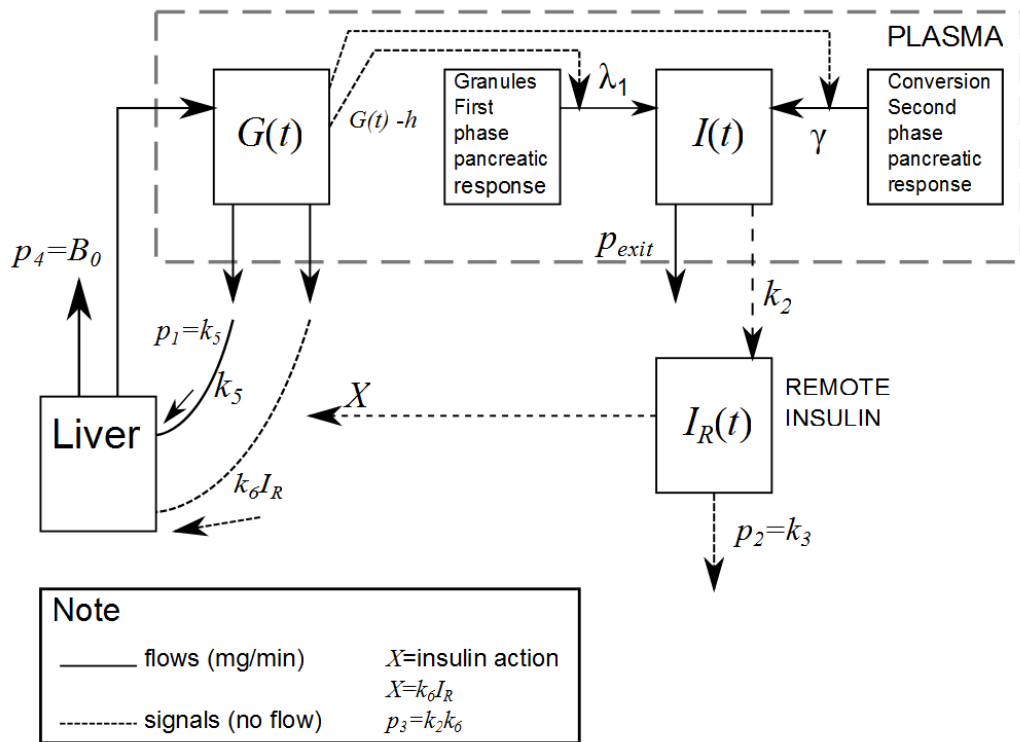 PLASMA
G(t)
G(t) -h
Granules
First
phase
pancreatic
response
λ1
I(t)
γ
Conversion
Second
phase
pancreatic
response
p4=B0
pexit
k2
p1=k5
k5
Liver
X
IR(t)
REMOTE
INSULIN
k6IR
p2=k3
Note
flows (mg/min)
X=insulin action
X=k6IR
signals (no flow)
p3=k2k6